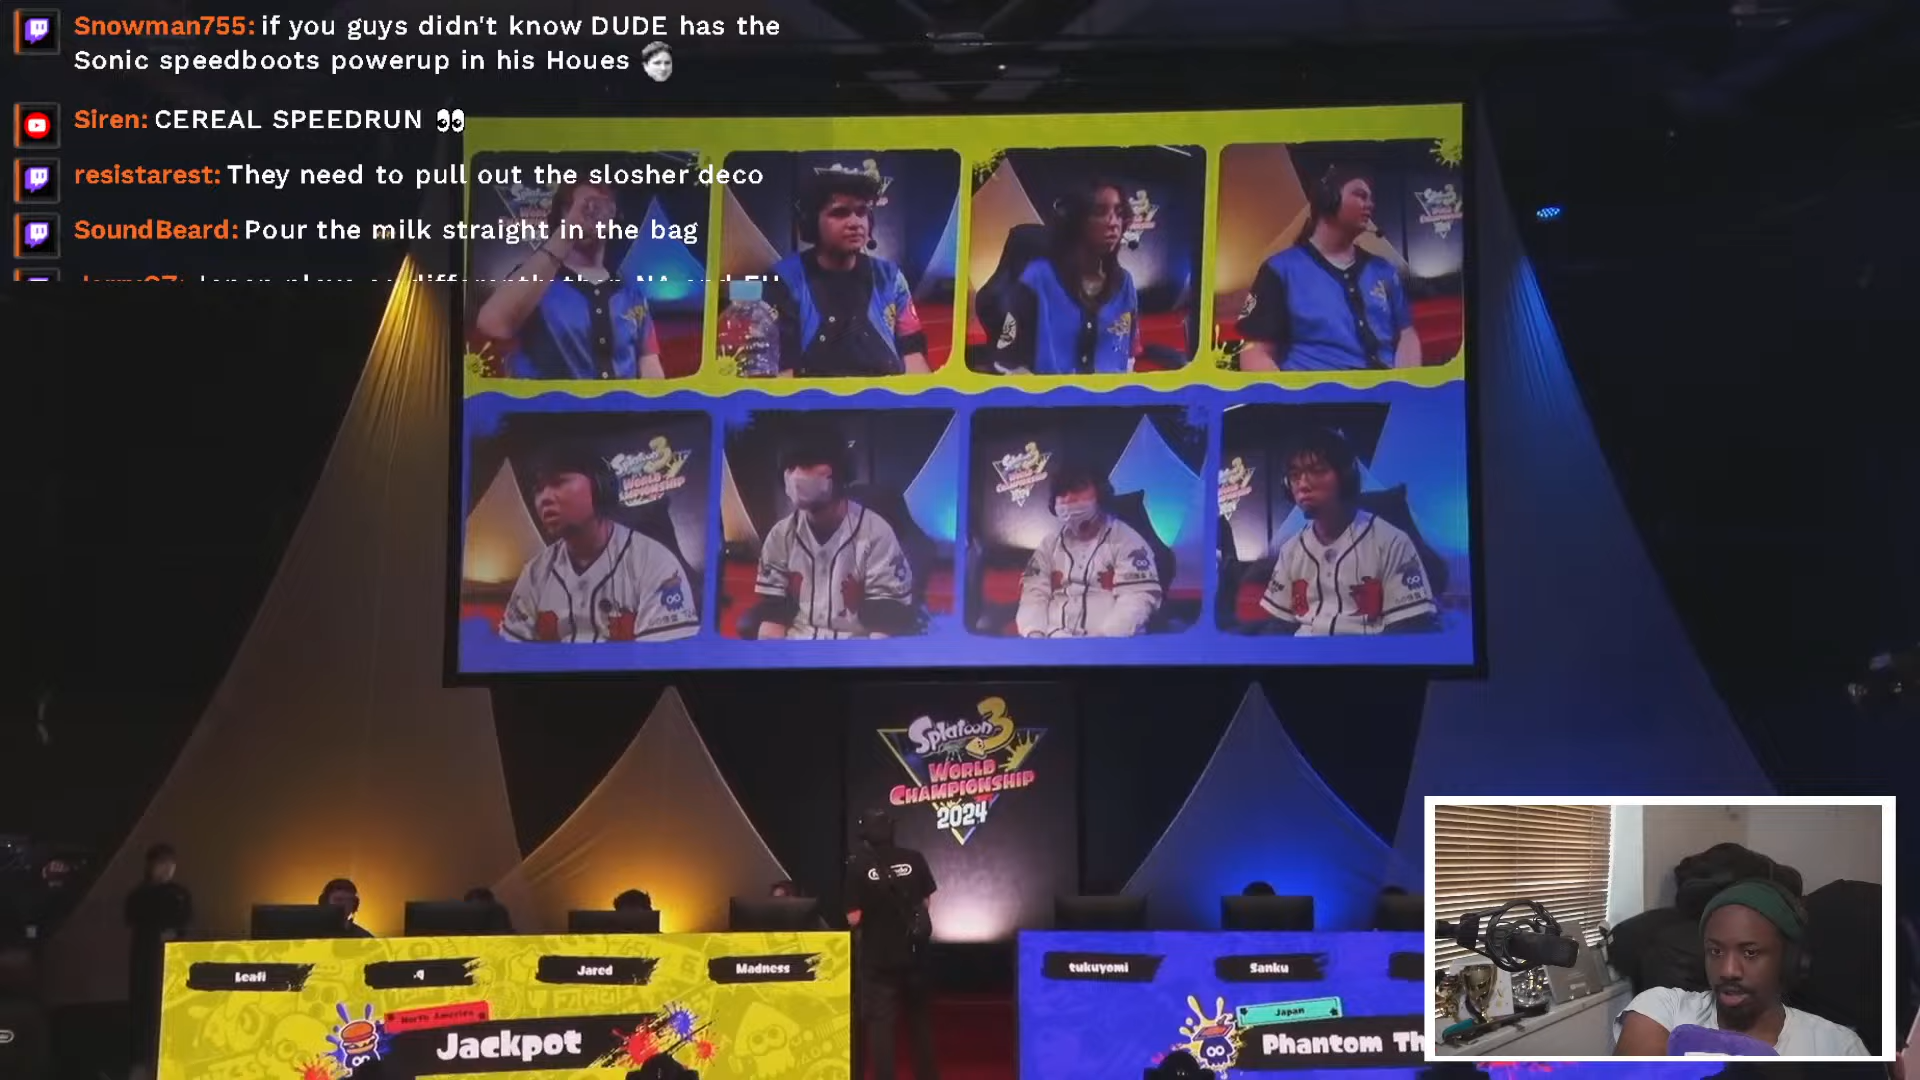 Snowman755: if you guys didn't know DUDE has the
Sonic speedboots powerup in his Houes
Siren: CEREAL SPEEDRUN
resistarest: They need to pull out the slosher deco
SoundBeard: Pour the milk straight in the bag
Splatoon 3
WORLD
CHAMPIONSHIP
2024
Leafi
.q
Jared
Madness
North America
Jackpot
tukuyomi
Sanku
Japan
Phantom Th